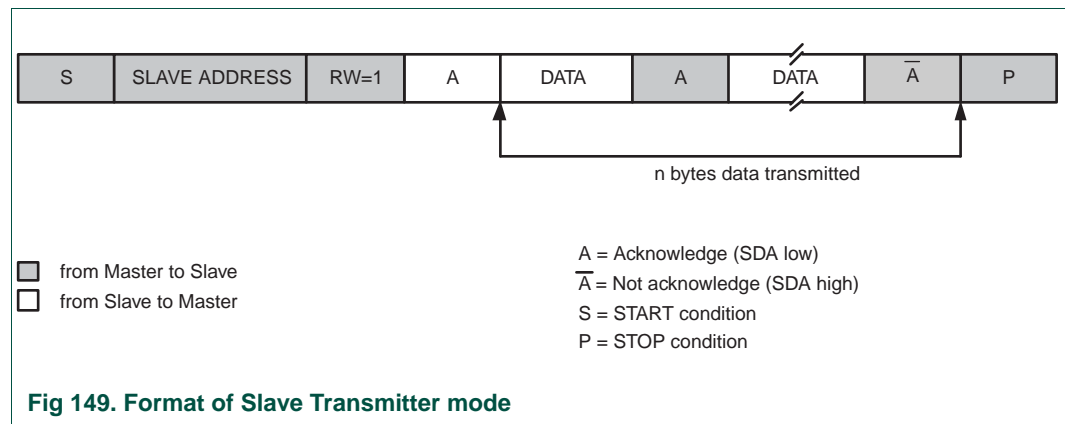 S SLAVE ADDRESS RW=1 A DATA A DATA A̅ P
n bytes data transmitted
from Master to Slave
from Slave to Master
A = Acknowledge (SDA low)
A̅ = Not acknowledge (SDA high)
S = START condition
P = STOP condition
Fig 149. Format of Slave Transmitter mode